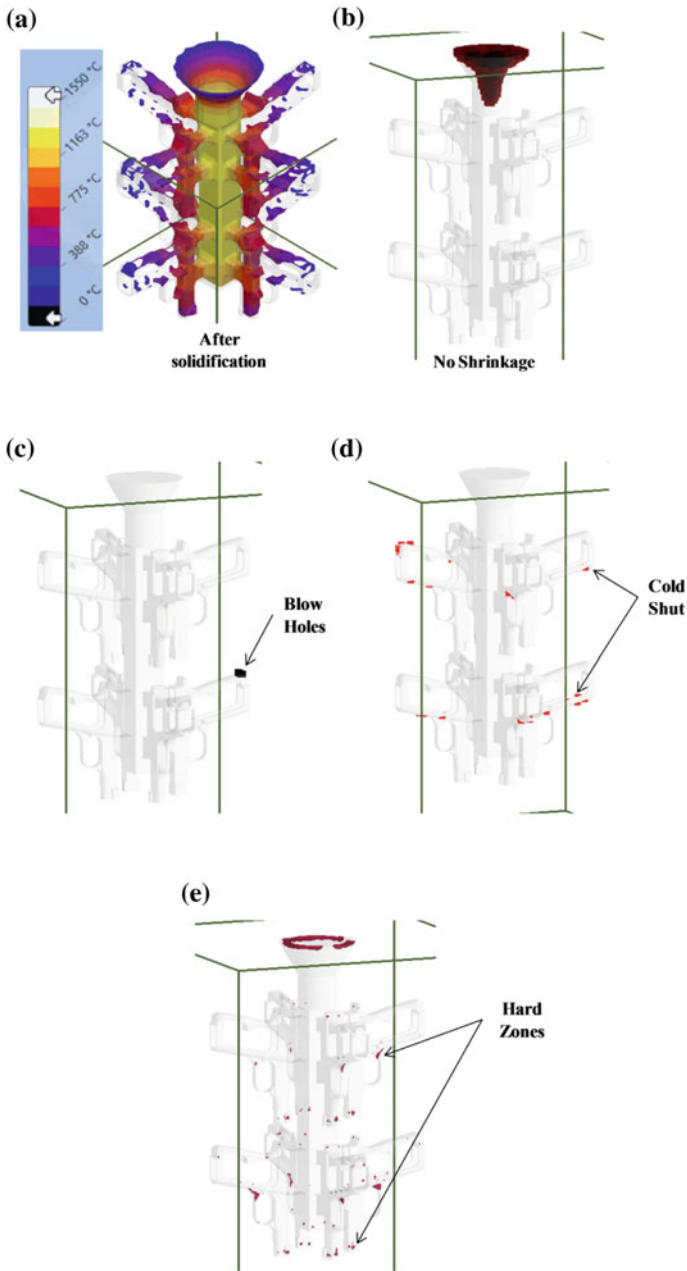 (a)
1550 °C
1163 °C
775 °C
388 °C
0 °C
After
solidification
(b)
No Shrinkage
(c)
Blow
Holes
(d)
Cold
Shut
(e)
Hard
Zones